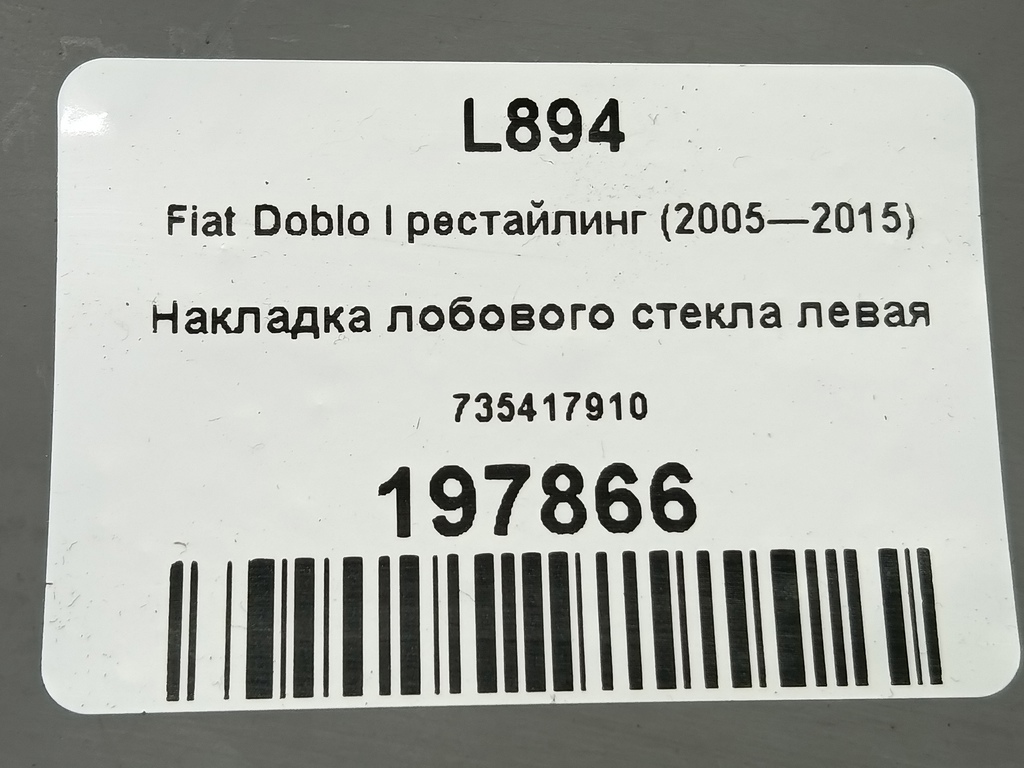 L894
Fiat Doblo I рестайлинг (2005—2015)
Накладка лобового стекла левая
735417910
197866